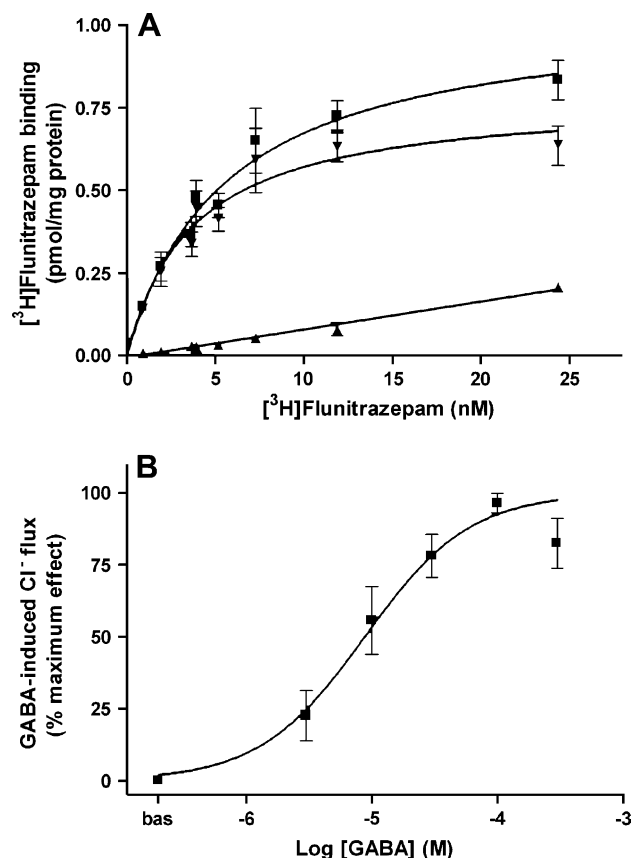 A
1.00
0.75
0.50
0.25
0.00
[³H]Flunitrazepam binding
(pmol/mg protein)
0 5 10 15 20 25
[³H]Flunitrazepam (nM)
B
100
75
50
25
0
GABA-induced Cl⁻ flux
(% maximum effect)
bas -6 -5 -4 -3
Log [GABA] (M)